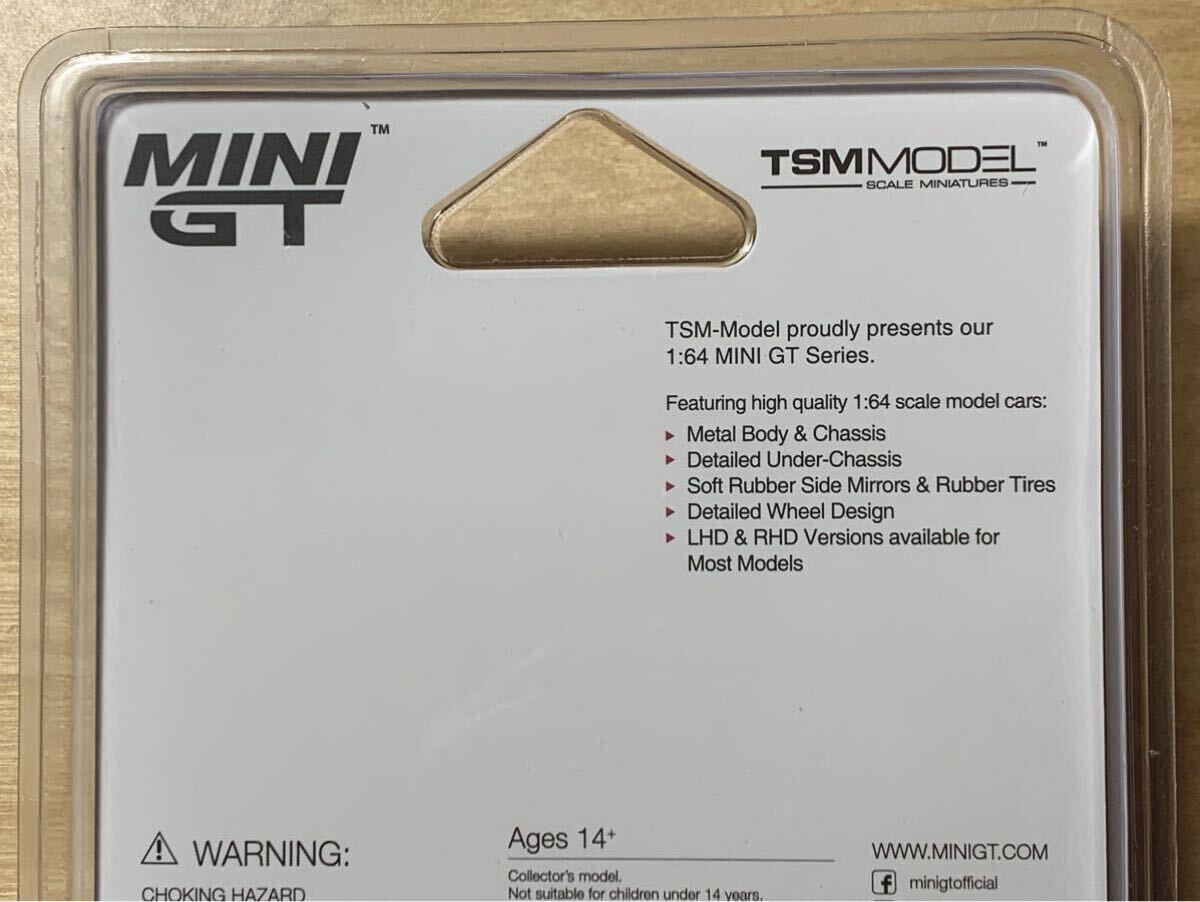 MINI GT™
TSMMODEL™
SCALE MINIATURES
TSM-Model proudly presents our
1:64 MINI GT Series.
Featuring high quality 1:64 scale model cars:
Metal Body & Chassis
Detailed Under-Chassis
Soft Rubber Side Mirrors & Rubber Tires
Detailed Wheel Design
LHD & RHD Versions available for
Most Models
WARNING:
CHOKING HAZARD
Ages 14+
Collector's model.
Not suitable for children under 14 years.
WWW.MINIGT.COM
minigtofficial